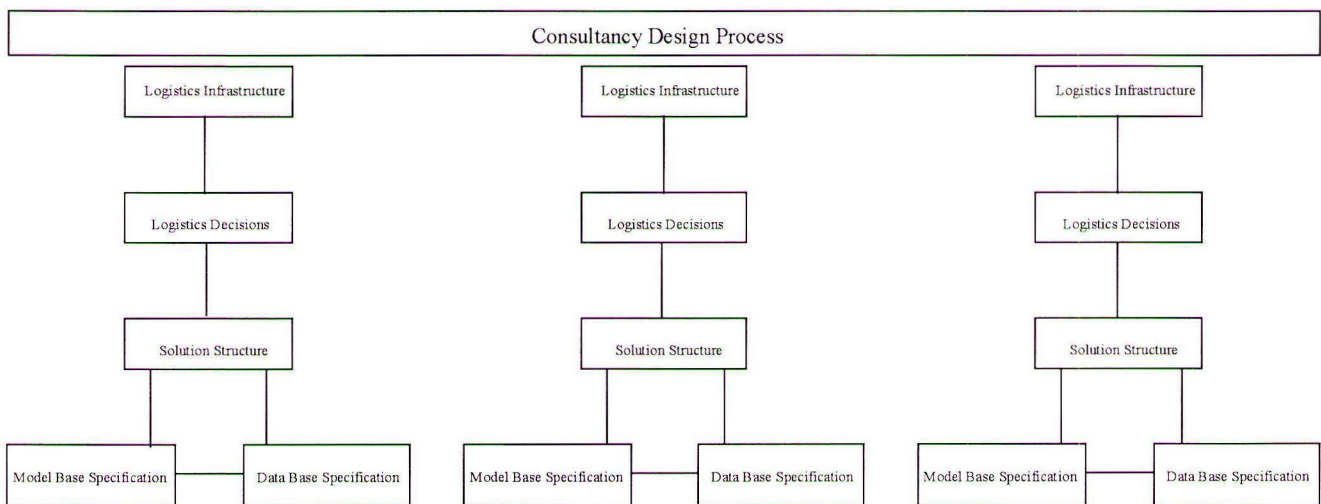 Consultancy Design Process
Logistics Infrastructure
Logistics Infrastructure
Logistics Infrastructure
Logistics Decisions
Logistics Decisions
Logistics Decisions
Solution Structure
Solution Structure
Solution Structure
Model Base Specification
Data Base Specification
Model Base Specification
Data Base Specification
Model Base Specification
Data Base Specification